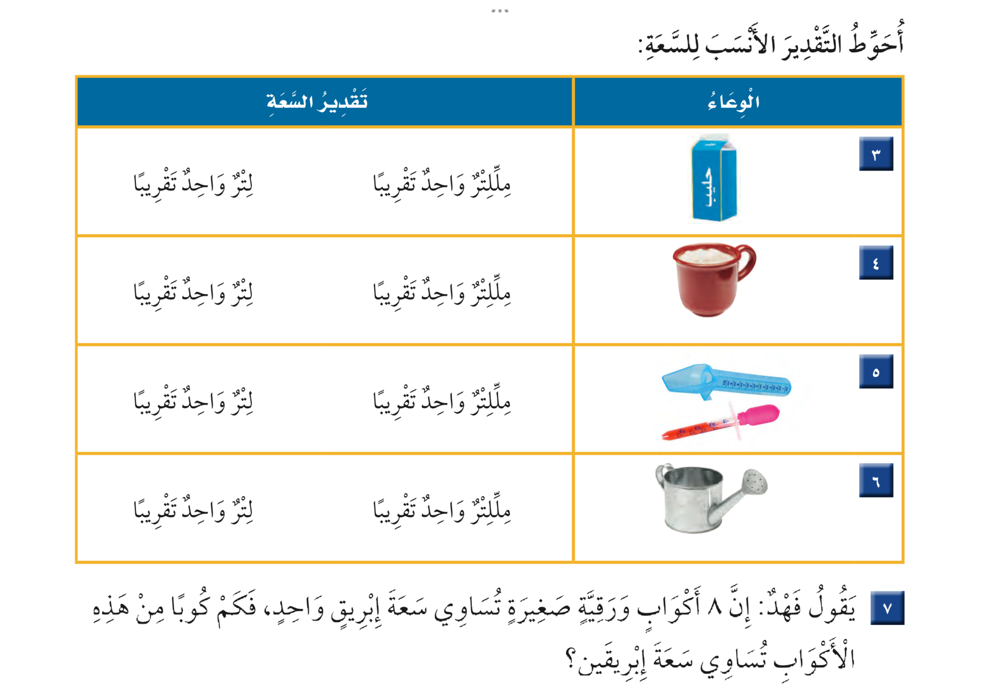 أُحَوِّطُ التَّقْدِيرَ الأَنْسَبَ لِلسَّعَةِ:
الْوِعَاءُ تَقْدِيرُ السَّعَةِ
٣ حليب مِلِّلِتْرٌ وَاحِدٌ تَقْرِيبًا لِتْرٌ وَاحِدٌ تَقْرِيبًا
٤ مِلِّلِتْرٌ وَاحِدٌ تَقْرِيبًا لِتْرٌ وَاحِدٌ تَقْرِيبًا
٥ مِلِّلِتْرٌ وَاحِدٌ تَقْرِيبًا لِتْرٌ وَاحِدٌ تَقْرِيبًا
٦ مِلِّلِتْرٌ وَاحِدٌ تَقْرِيبًا لِتْرٌ وَاحِدٌ تَقْرِيبًا
٧ يَقُولُ فَهْدٌ: إِنَّ ٨ أَكْوَابٍ وَرَقِيَّةٍ صَغِيرَةٍ تُسَاوِي سَعَةَ إِبْرِيقٍ وَاحِدٍ، فَكَمْ كُوبًا مِنْ هَذِهِ
الْأَكْوَابِ تُسَاوِي سَعَةَ إِبْرِيقَين؟